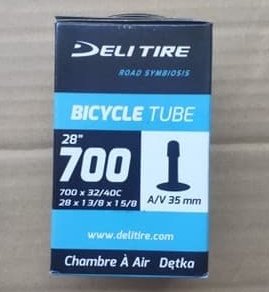 DELI TIRE
ROAD SYMBIOSIS
BICYCLE TUBE
28"
700
700 x 32/40C
28 x 1 3/8 x 1 5/8
A/V 35 mm
www.delitire.com
Chambre À Air Dętka